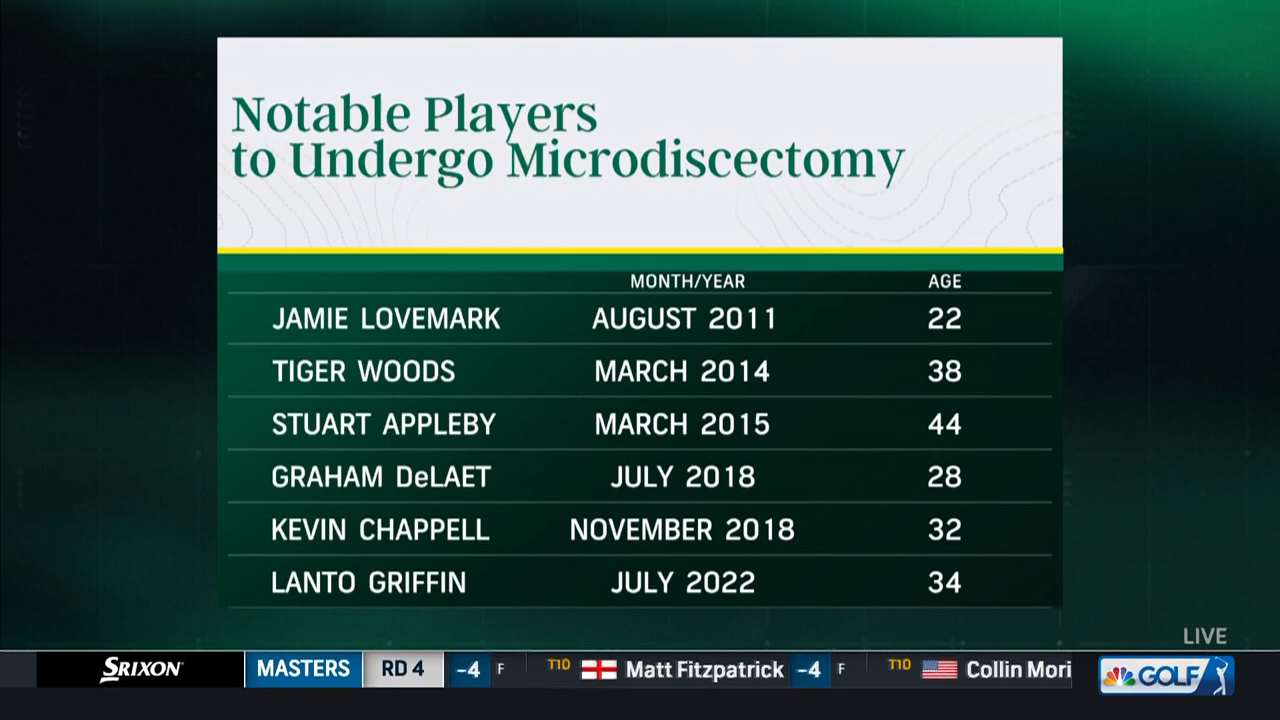 Notable Players
to Undergo Microdiscectomy
MONTH/YEAR AGE
JAMIE LOVEMARK AUGUST 2011 22
TIGER WOODS MARCH 2014 38
STUART APPLEBY MARCH 2015 44
GRAHAM DeLAET JULY 2018 28
KEVIN CHAPPELL NOVEMBER 2018 32
LANTO GRIFFIN JULY 2022 34
LIVE
SRIXON MASTERS RD 4 -4 F T10 Matt Fitzpatrick -4 F T10 Collin Mori GOLF